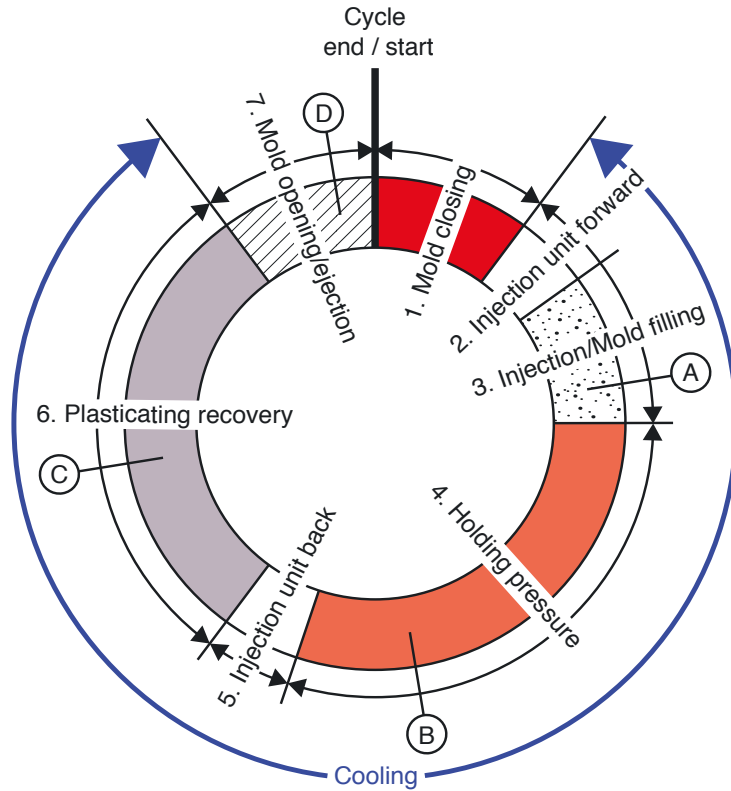 Cycle
end / start
1. Mold closing
2. Injection unit forward
3. Injection/Mold filling
A
4. Holding pressure
B
5. Injection unit back
6. Plasticating recovery
C
7. Mold
opening/ejection
D
Cooling